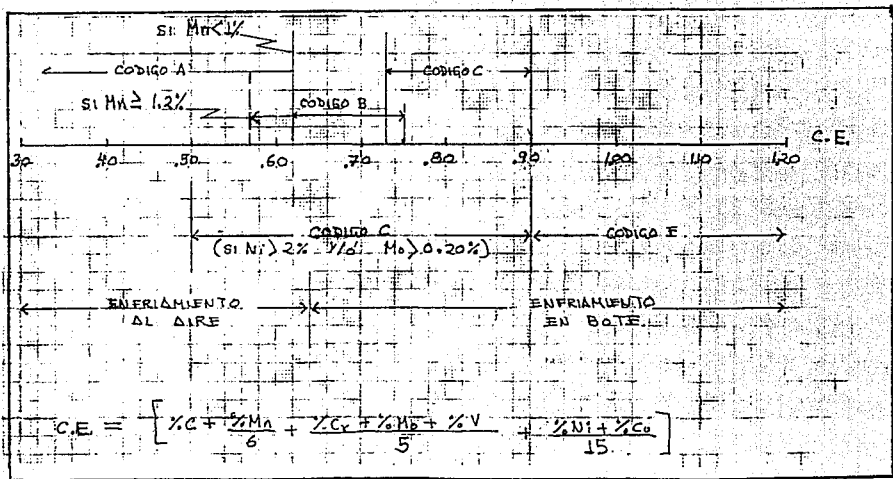 SI Mn<1%
CODIGO A
CODIGO C
SI Mn≥1.2%
CODIGO B
C.E.
.30 .40 .50 .60 .70 .80 .90 1.00 1.10 1.20
CODIGO C
CODIGO E
(SI Ni>2% Y/O Mo>0.20%)
ENFRIAMIENTO
AL AIRE
ENFRIAMIENTO
EN BOTE
C.E. = [%C + %Mn/6 + %Cr + %Mo + %V/5 + %Ni + %Cu/15]